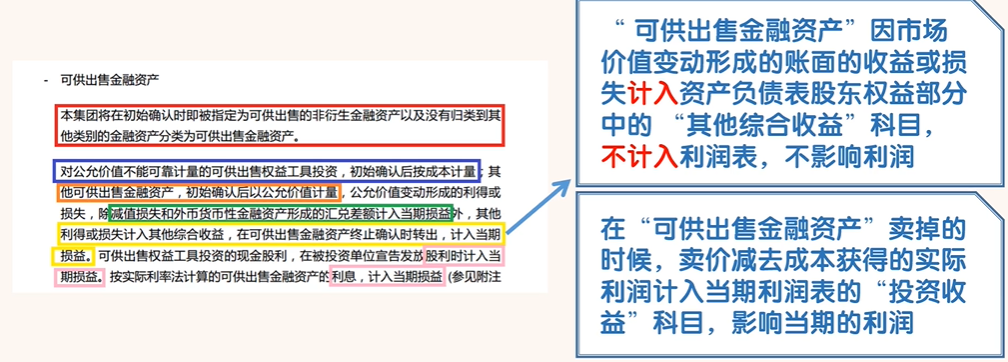 - 可供出售金融资产
本集团将在初始确认时即被指定为可供出售的非衍生金融资产以及没有归类到其
他类别的金融资产分类为可供出售金融资产。
对公允价值不能可靠计量的可供出售权益工具投资，初始确认后按成本计量；其
他可供出售金融资产，初始确认后以公允价值计量，公允价值变动形成的利得或
损失，除减值损失和外币货币性金融资产形成的汇兑差额计入当期损益外，其他
利得或损失计入其他综合收益，在可供出售金融资产终止确认时转出，计入当期
损益。可供出售权益工具投资的现金股利，在被投资单位宣告发放股利时计入当
期损益。按实际利率法计算的可供出售金融资产的利息，计入当期损益 (参见附注
“可供出售金融资产”因市场
价值变动形成的账面的收益或损
失计入资产负债表股东权益部分
中的“其他综合收益”科目，
不计入利润表，不影响利润
在“可供出售金融资产”卖掉的
时候，卖价减去成本获得的实际
利润计入当期利润表的“投资收
益”科目，影响当期的利润